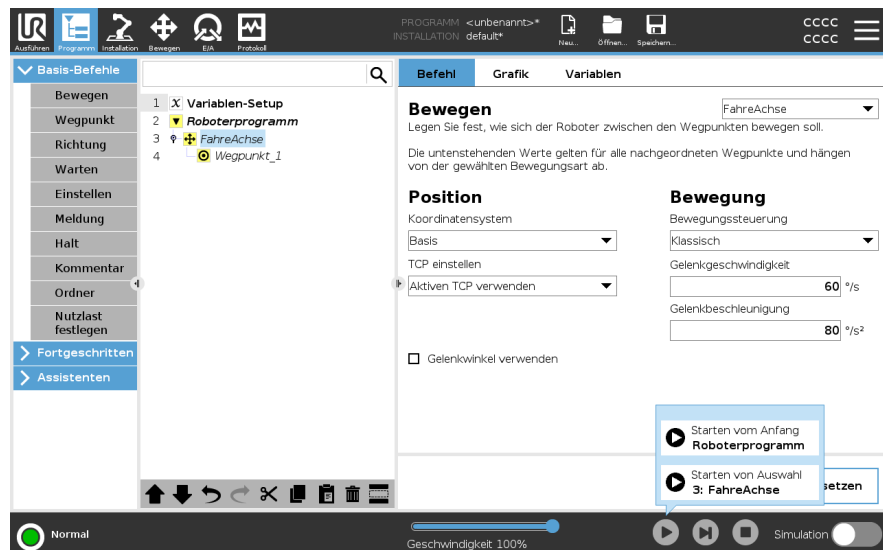 PROGRAMM <unbenannt>*
INSTALLATION default*
Ausführen
Programm
Installation
Bewegen
E/A
Protokoll
Neu...
Öffnen...
Speichern...
CCCC
CCCC
Basis-Befehle
Bewegen
Wegpunkt
Richtung
Warten
Einstellen
Meldung
Halt
Kommentar
Ordner
Nutzlast
festlegen
Fortgeschritten
Assistenten
1 X Variablen-Setup
2 Roboterprogramm
3 FahreAchse
4 Wegpunkt_1
Befehl
Grafik
Variablen
Bewegen
FahreAchse
Legen Sie fest, wie sich der Roboter zwischen den Wegpunkten bewegen soll.
Die untenstehenden Werte gelten für alle nachgeordneten Wegpunkte und hängen
von der gewählten Bewegungsart ab.
Position
Koordinatensystem
Basis
TCP einstellen
Aktiven TCP verwenden
Gelenkwinkel verwenden
Bewegung
Bewegungssteuerung
Klassisch
Gelenkgeschwindigkeit
60 °/s
Gelenkbeschleunigung
80 °/s²
Starten vom Anfang
Roboterprogramm
Starten von Auswahl
3: FahreAchse
setzen
Normal
Geschwindigkeit 100%
Simulation